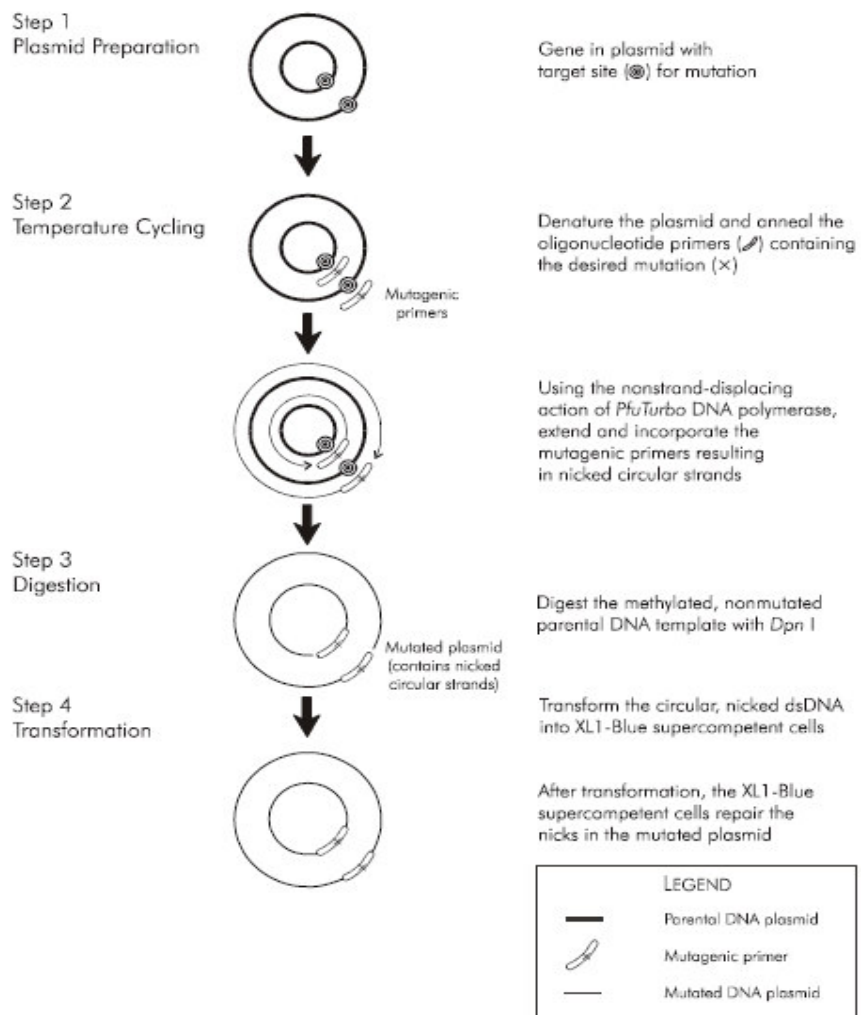 Step 1
Plasmid Preparation
Gene in plasmid with
target site (◎) for mutation
Step 2
Temperature Cycling
Denature the plasmid and anneal the
oligonucleotide primers () containing
the desired mutation (×)
Mutagenic
primers
Using the nonstrand-displacing
action of PfuTurbo DNA polymerase,
extend and incorporate the
mutagenic primers resulting
in nicked circular strands
Step 3
Digestion
Digest the methylated, nonmutated
parental DNA template with Dpn I
Mutated plasmid
(contains nicked
circular strands)
Step 4
Transformation
Transform the circular, nicked dsDNA
into XL1-Blue supercompetent cells
After transformation, the XL1-Blue
supercompetent cells repair the
nicks in the mutated plasmid
LEGEND
Parental DNA plasmid
Mutagenic primer
Mutated DNA plasmid